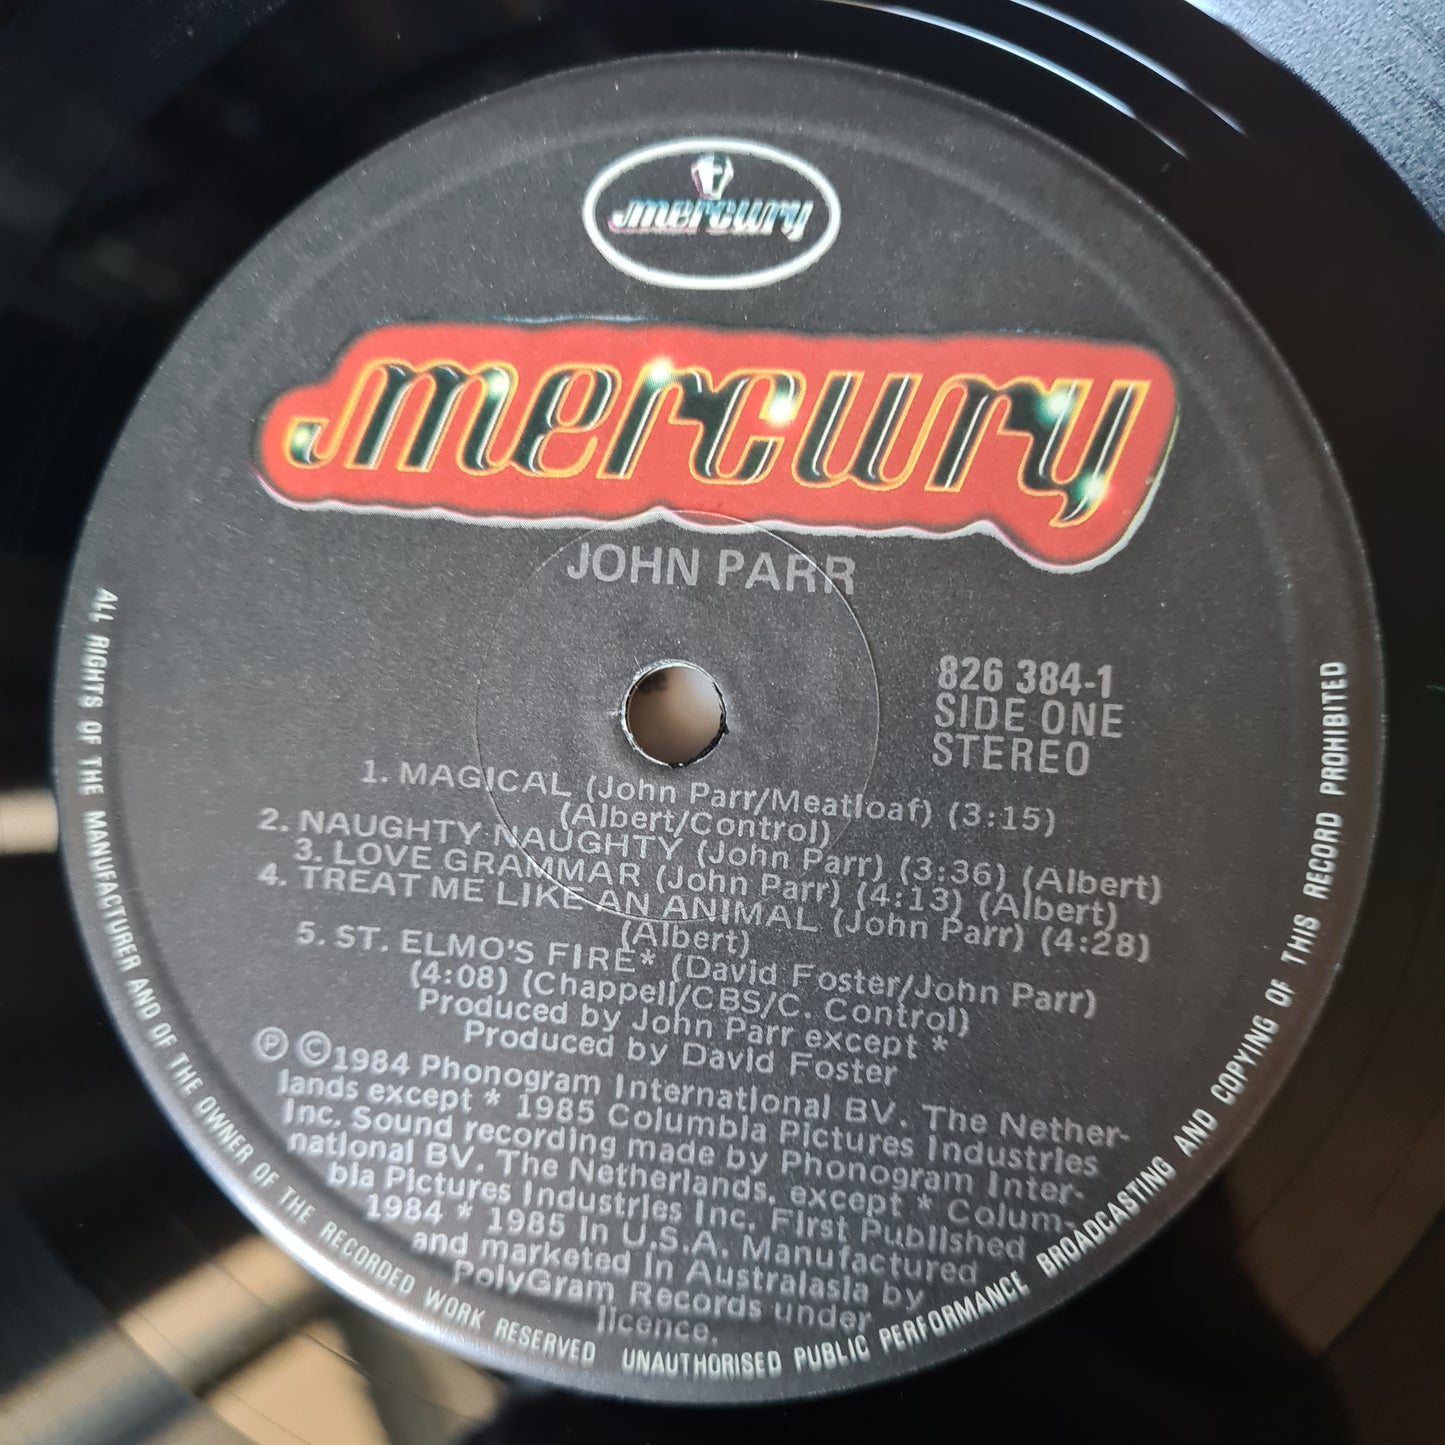 mercury
mercury
JOHN PARR
826 384-1
SIDE ONE
STEREO
1. MAGICAL (John Parr/Meatloaf) (3:15)
(Albert/Control)
2. NAUGHTY NAUGHTY (John Parr) (3:36) (Albert)
3. LOVE GRAMMAR (John Parr) (4:13) (Albert)
4. TREAT ME LIKE AN ANIMAL (John Parr) (4:28)
(Albert)
5. ST. ELMO'S FIRE* (David Foster/John Parr)
(4:08) (Chappell/CBS/C. Control)
Produced by John Parr except *
Produced by David Foster
Ⓟ ©1984 Phonogram International BV. The Nether-
lands except * 1985 Columbia Pictures Industries
Inc. Sound recording made by Phonogram Inter-
national BV. The Netherlands, except * Colum-
bia Pictures Industries Inc. First Published
1984 * 1985 in U.S.A. Manufactured
and marketed in Australasia by
PolyGram Records under
licence.
ALL RIGHTS OF THE MANUFACTURER AND OF THE OWNER OF THE RECORDED WORK RESERVED UNAUTHORISED PUBLIC PERFORMANCE BROADCASTING AND COPYING OF THIS RECORD PROHIBITED